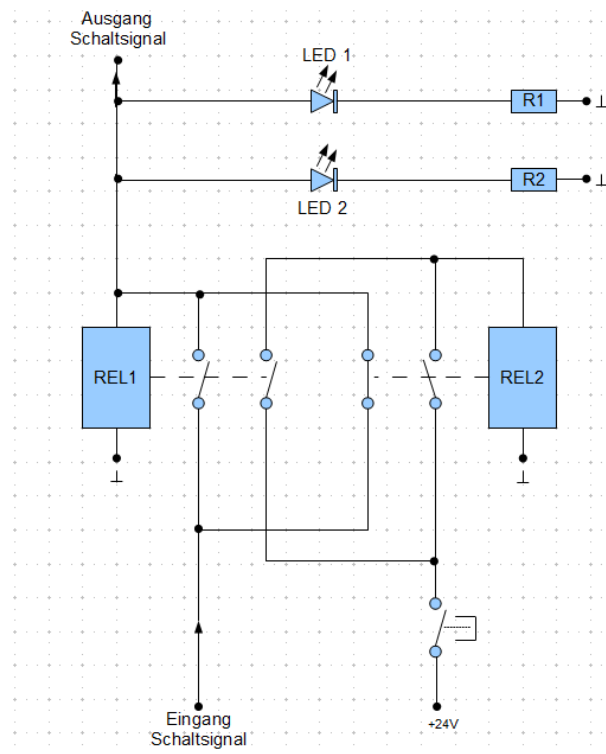 Ausgang
Schaltsignal
LED 1
R1
R2
LED 2
REL1
REL2
Eingang
Schaltsignal
+24V